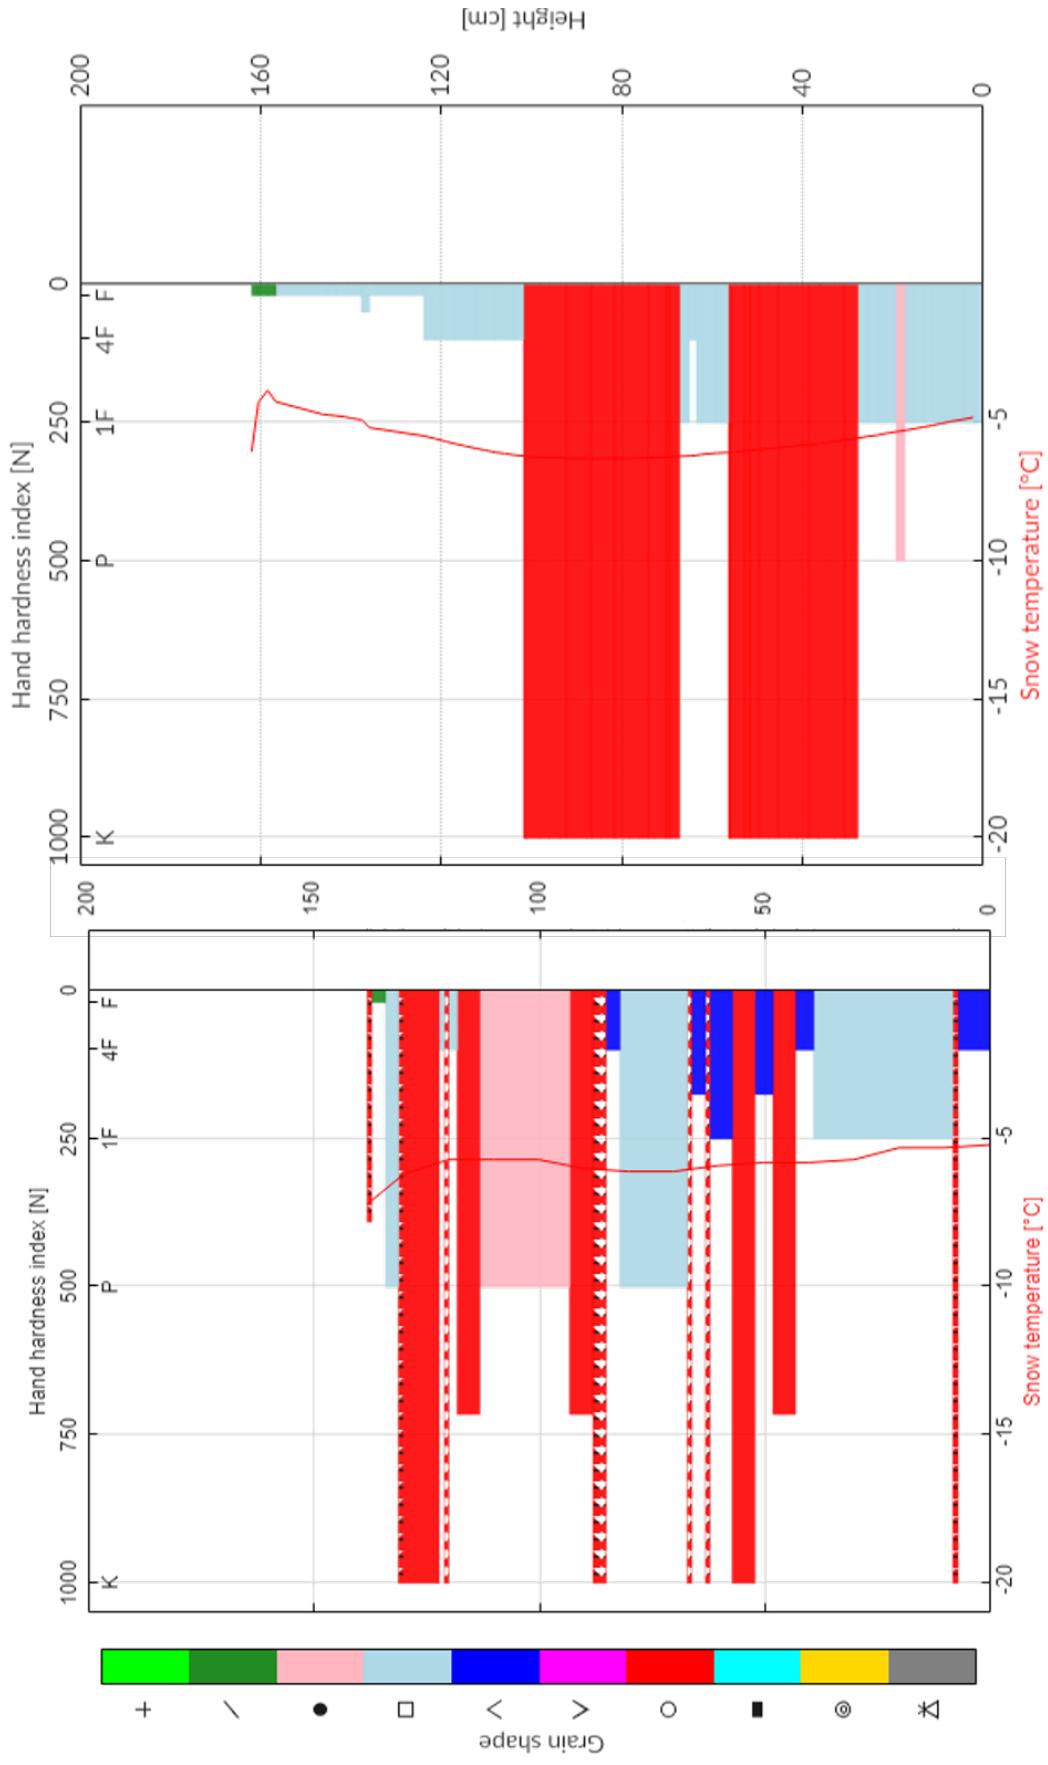 Height [cm]
200 160 120 80 40 0
0 250 500 750 1000
F 4F 1F P K
Hand hardness index [N]
-5 -10 -15 -20
Snow temperature [°C]
200 150 100 50 0
0 250 500 750 1000
F 4F 1F P K
Hand hardness index [N]
-5 -10 -15 -20
Snow temperature [°C]
Grain shape